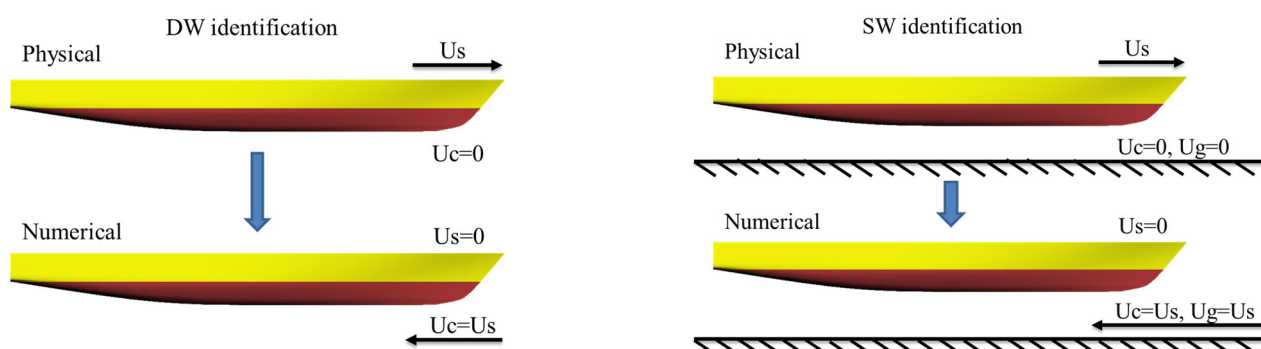 DW identification
Physical
Us
Uc=0
Numerical
Us=0
Uc=Us
SW identification
Physical
Us
Uc=0, Ug=0
Numerical
Us=0
Uc=Us, Ug=Us